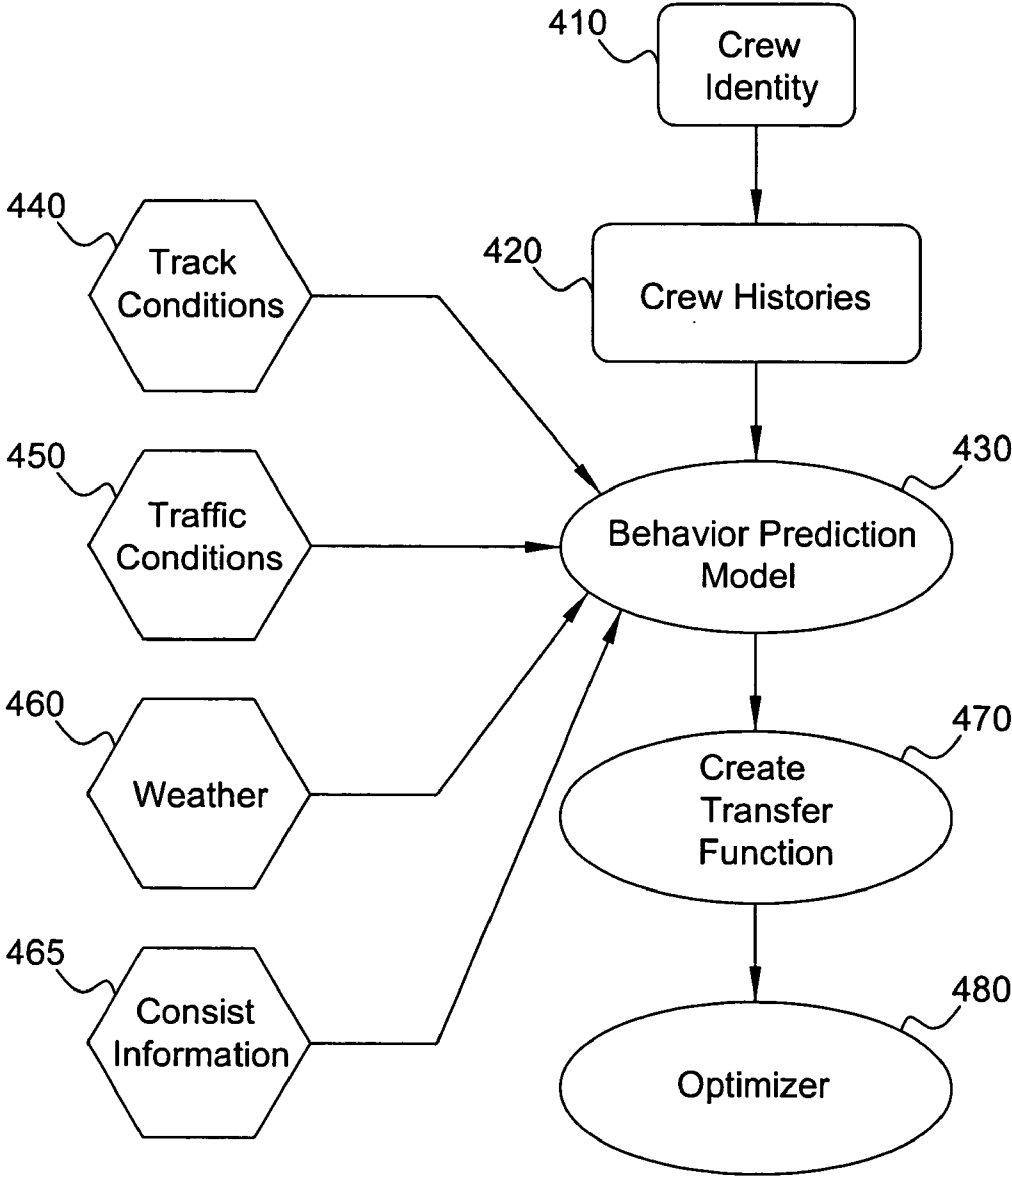 410
Crew
Identity
440
Track
Conditions
420
Crew Histories
450
Traffic
Conditions
430
Behavior Prediction
Model
460
Weather
470
Create
Transfer
Function
465
Consist
Information
480
Optimizer